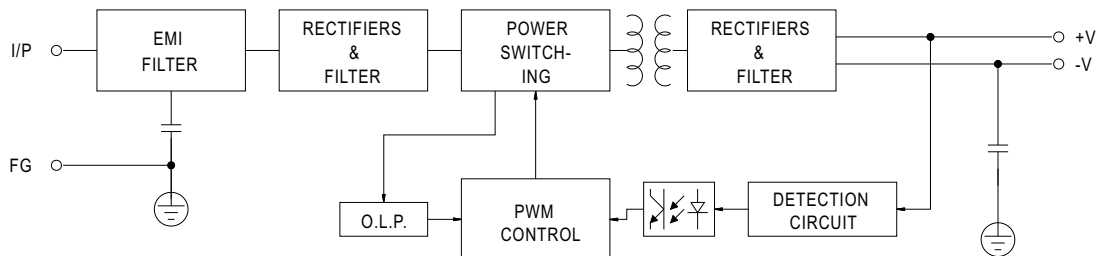 I/P
EMI
FILTER
RECTIFIERS
&
FILTER
POWER
SWITCH-
ING
RECTIFIERS
&
FILTER
+V
-V
FG
O.L.P.
PWM
CONTROL
DETECTION
CIRCUIT